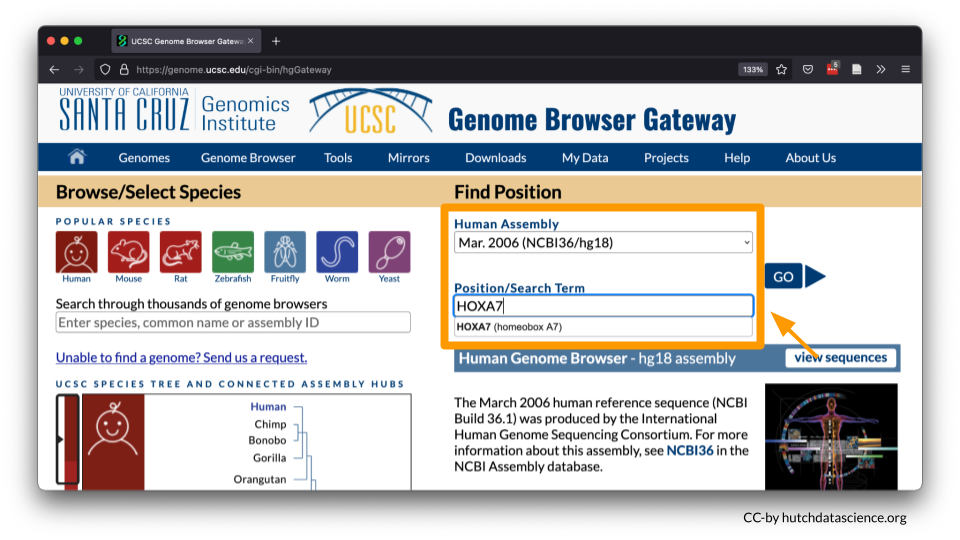 UCSC Genome Browser Gatewa
https://genome.ucsc.edu/cgi-bin/hgGateway
133%
5
UNIVERSITY OF CALIFORNIA
SANTA CRUZ
Genomics
Institute
UCSC
Genome Browser Gateway
Genomes
Genome Browser
Tools
Mirrors
Downloads
My Data
Projects
Help
About Us
Browse/Select Species
POPULAR SPECIES
Human
Mouse
Rat
Zebrafish
Fruitfly
Worm
Yeast
Search through thousands of genome browsers
Enter species, common name or assembly ID
Unable to find a genome? Send us a request.
UCSC SPECIES TREE AND CONNECTED ASSEMBLY HUBS
Human
Chimp
Bonobo
Gorilla
Orangutan
Find Position
Human Assembly
Mar. 2006 (NCBI36/hg18)
Position/Search Term
HOXA7
HOXA7 (homeobox A7)
GO
Human Genome Browser - hg18 assembly
view sequences
The March 2006 human reference sequence (NCBI
Build 36.1) was produced by the International
Human Genome Sequencing Consortium. For more
information about this assembly, see NCBI36 in the
NCBI Assembly database.
CC-by hutchdatascience.org